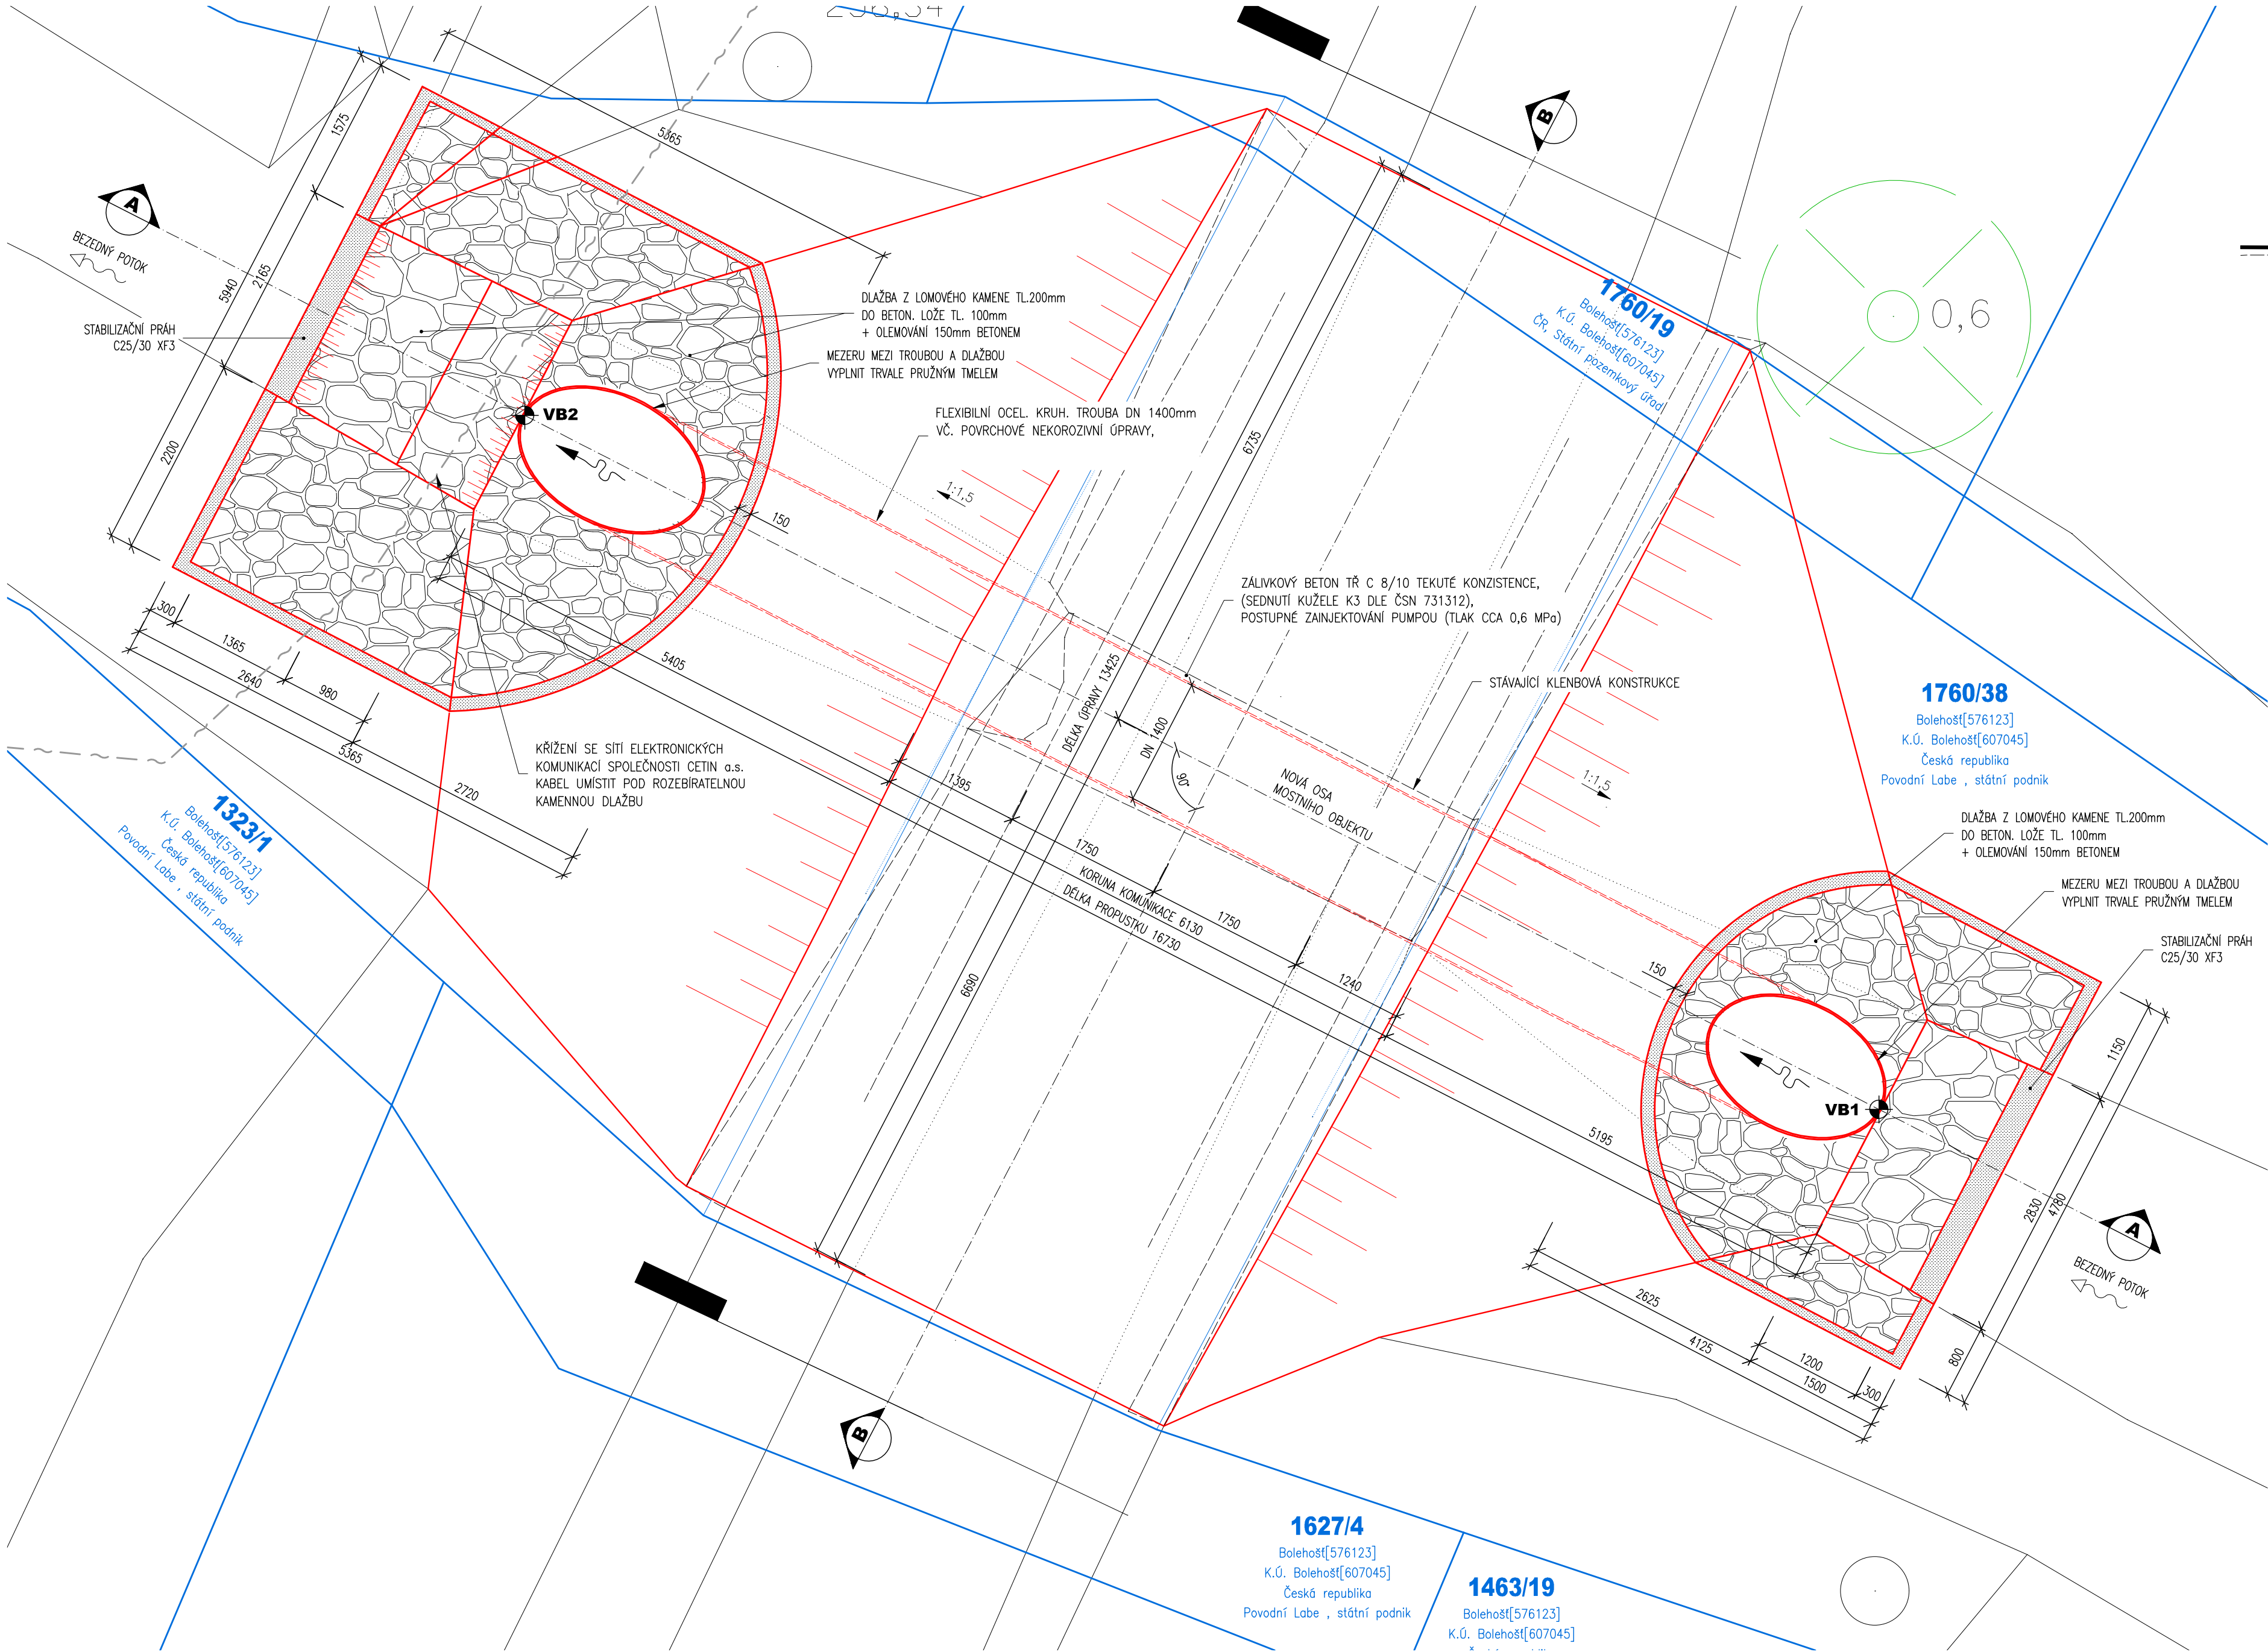 B
A
BEZEDNÝ POTOK
1575
5365
5940
2165
2200
STABILIZAČNÍ PRÁH
C25/30 XF3
DLAŽBA Z LOMOVÉHO KAMENE TL.200mm
DO BETON. LOŽE TL. 100mm
+ OLEMOVÁNÍ 150mm BETONEM
MEZERU MEZI TROUBOU A DLAŽBOU
VYPLNIT TRVALE PRUŽNÝM TMELEM
VB2
FLEXIBILNÍ OCEL. KRUH. TROUBA DN 1400mm
VČ. POVRCHOVÉ NEKOROZIVNÍ ÚPRAVY,
1:1,5
150
6735
1760/19
Bolehošť[576123]
K.Ú. Bolehošť[607045]
ČR, Státní pozemkový úřad
0,6
ZÁLIVKOVÝ BETON TŘ C 8/10 TEKUTÉ KONZISTENCE,
(SEDNUTÍ KUŽELE K3 DLE ČSN 731312),
POSTUPNÉ ZAINJEKTOVÁNÍ PUMPOU (TLAK CCA 0,6 MPa)
300
1365
2640
980
5365
2720
5405
DÉLKA ÚPRAVY 13425
STÁVAJÍCÍ KLENBOVÁ KONSTRUKCE
DN 1400
90°
NOVÁ OSA
MOSTNÍHO OBJEKTU
1:1,5
1760/38
Bolehošť[576123]
K.Ú. Bolehošť[607045]
Česká republika
Povodní Labe , státní podnik
KŘÍŽENÍ SE SÍTÍ ELEKTRONICKÝCH
KOMUNIKACÍ SPOLEČNOSTI CETIN a.s.
KABEL UMÍSTIT POD ROZEBÍRATELNOU
KAMENNOU DLAŽBU
1323/1
Bolehošť[576123]
K.Ú. Bolehošť[607045]
Česká republika
Povodní Labe , státní podnik
1395
1750
KORUNA KOMUNIKACE 6130
DÉLKA PROPUSTKU 16730
1750
1240
6690
5195
DLAŽBA Z LOMOVÉHO KAMENE TL.200mm
DO BETON. LOŽE TL. 100mm
+ OLEMOVÁNÍ 150mm BETONEM
MEZERU MEZI TROUBOU A DLAŽBOU
VYPLNIT TRVALE PRUŽNÝM TMELEM
STABILIZAČNÍ PRÁH
C25/30 XF3
150
VB1
1150
2830
4780
800
A
BEZEDNÝ POTOK
2625
4125
1200
1500
300
B
1627/4
Bolehošť[576123]
K.Ú. Bolehošť[607045]
Česká republika
Povodní Labe , státní podnik
1463/19
Bolehošť[576123]
K.Ú. Bolehošť[607045]